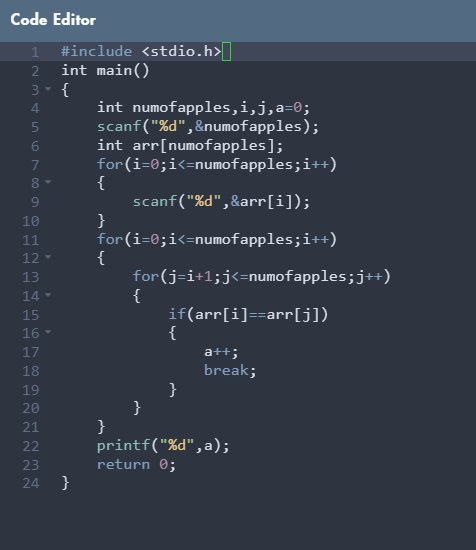 Code Editor
1 #include <stdio.h>
2 int main()
3 {
4     int numofapples,i,j,a=0;
5     scanf("%d",&numofapples);
6     int arr[numofapples];
7     for(i=0;i<=numofapples;i++)
8     {
9         scanf("%d",&arr[i]);
10     }
11     for(i=0;i<=numofapples;i++)
12     {
13         for(j=i+1;j<=numofapples;j++)
14         {
15             if(arr[i]==arr[j])
16             {
17                 a++;
18                 break;
19             }
20         }
21     }
22     printf("%d",a);
23     return 0;
24 }